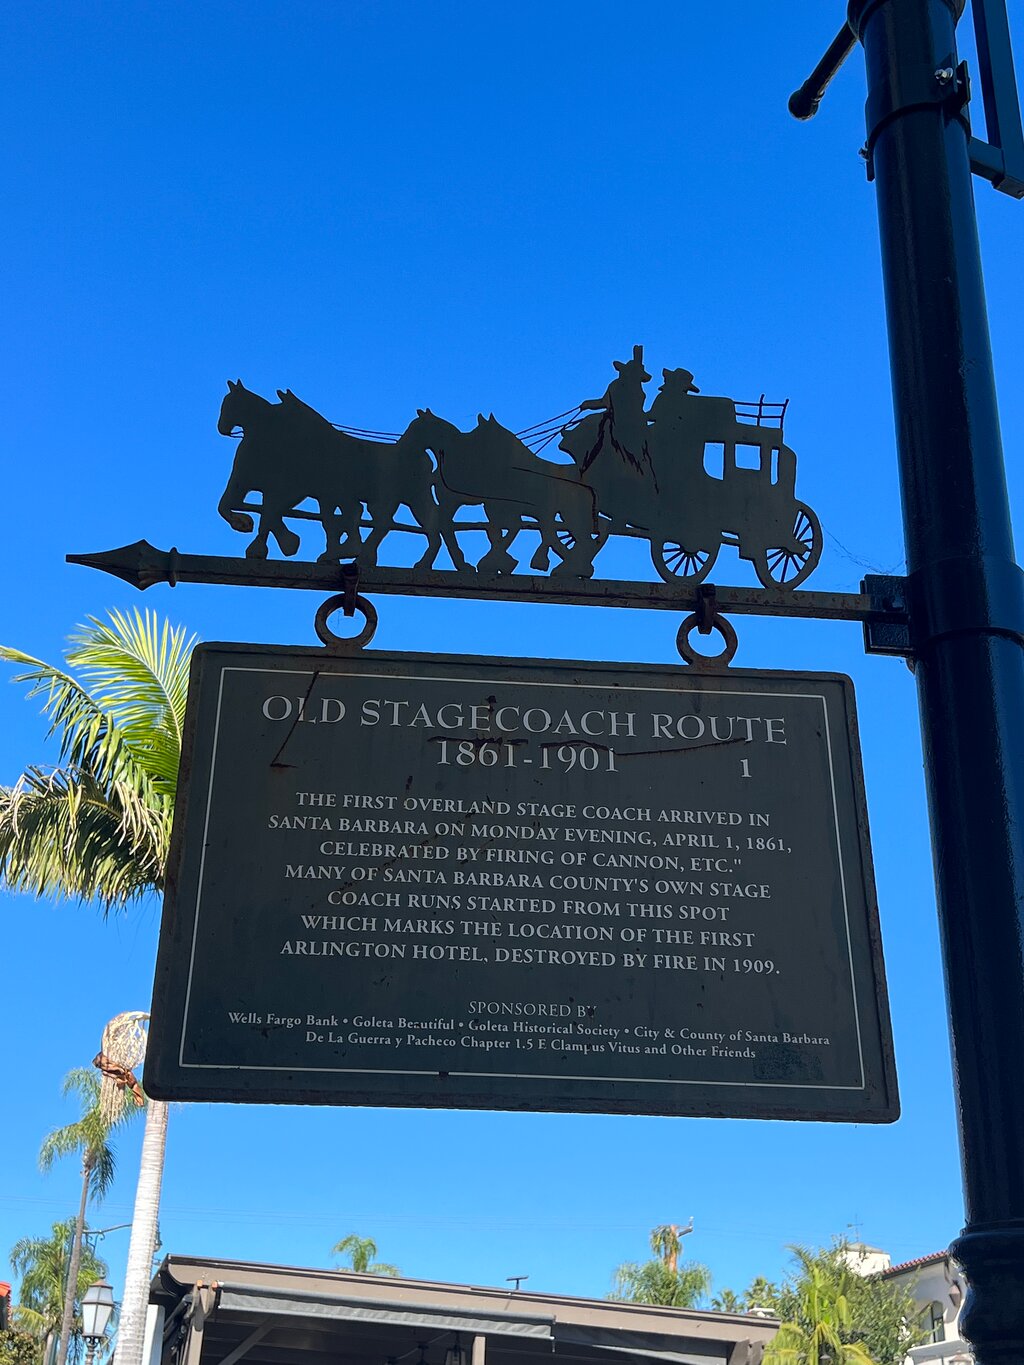 OLD STAGECOACH ROUTE
1861-1901
1
THE FIRST OVERLAND STAGE COACH ARRIVED IN
SANTA BARBARA ON MONDAY EVENING, APRIL 1, 1861,
CELEBRATED BY FIRING OF CANNON, ETC."
MANY OF SANTA BARBARA COUNTY'S OWN STAGE
COACH RUNS STARTED FROM THIS SPOT
WHICH MARKS THE LOCATION OF THE FIRST
ARLINGTON HOTEL, DESTROYED BY FIRE IN 1909.
SPONSORED BY
Wells Fargo Bank • Goleta Beautiful • Goleta Historical Society • City & County of Santa Barbara
De La Guerra y Pacheco Chapter 1.5 E Clampus Vitus and Other Friends